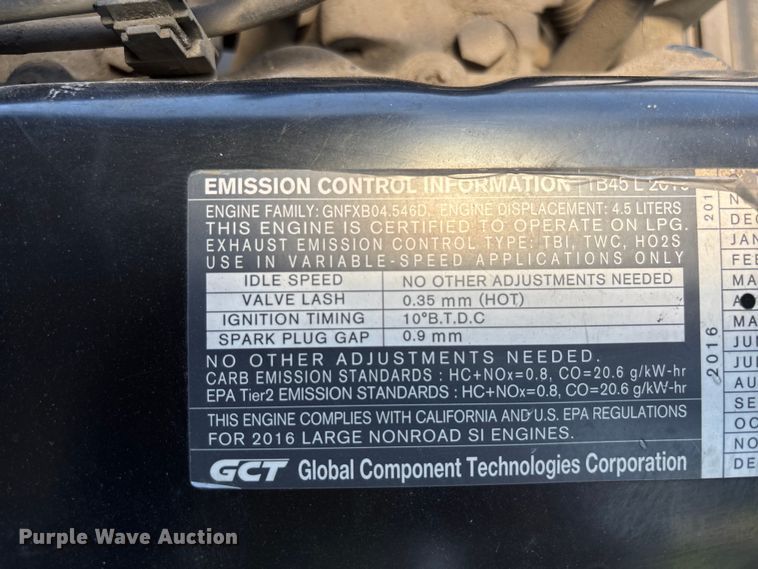 EMISSION CONTROL INFORMATION TB45 L
ENGINE FAMILY: GNFXB04.546D. ENGINE DISPLACEMENT: 4.5 LITERS
THIS ENGINE IS CERTIFIED TO OPERATE ON LPG.
EXHAUST EMISSION CONTROL TYPE: TBI, TWC, HO2S
USE IN VARIABLE-SPEED APPLICATIONS ONLY
IDLE SPEED NO OTHER ADJUSTMENTS NEEDED
VALVE LASH 0.35 mm (HOT)
IGNITION TIMING 10°B.T.D.C
SPARK PLUG GAP 0.9 mm
NO OTHER ADJUSTMENTS NEEDED.
CARB EMISSION STANDARDS : HC+NOx=0.8, CO=20.6 g/kW-hr
EPA Tier2 EMISSION STANDARDS : HC+NOx=0.8, CO=20.6 g/kW-hr
THIS ENGINE COMPLIES WITH CALIFORNIA AND U.S. EPA REGULATIONS
FOR 2016 LARGE NONROAD SI ENGINES.
GCT Global Component Technologies Corporation
201
2016
N
DEC
JAN
FEB
MA
A
MA
JUN
JU
AU
SE
OC
NO
DE
Purple Wave Auction